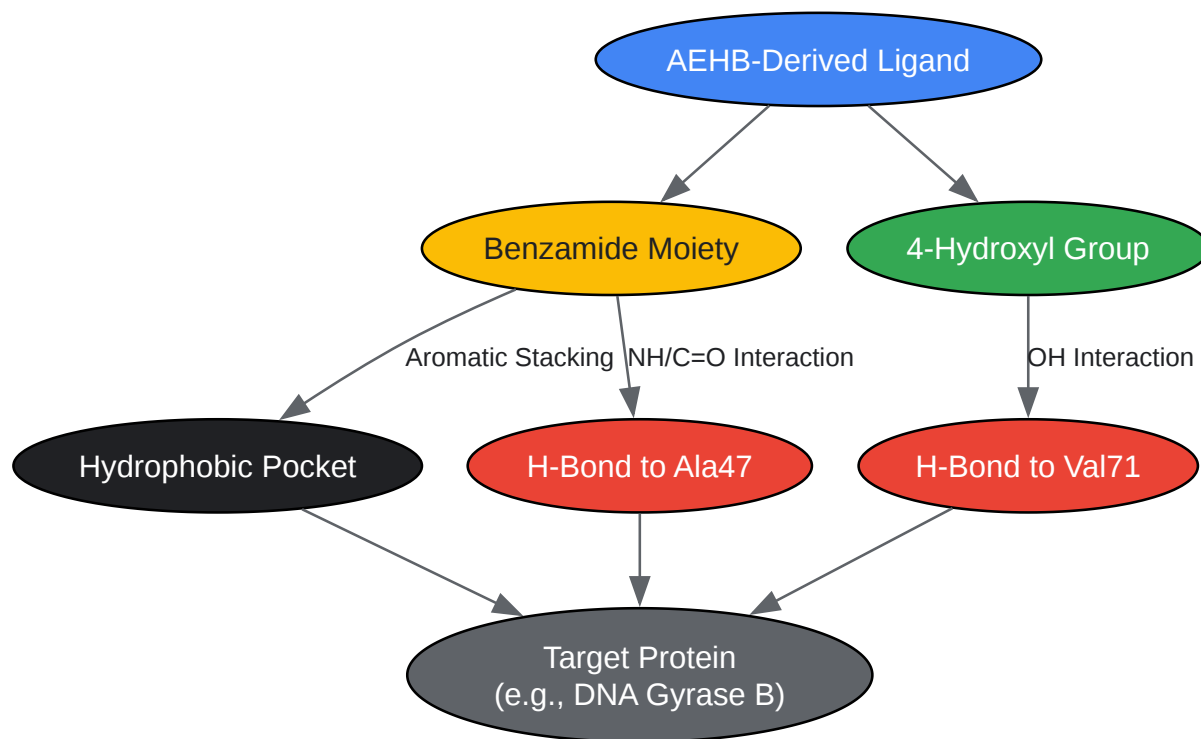 AEHB-Derived Ligand
Benzamide Moiety
4-Hydroxyl Group
Aromatic Stacking
NH/C=O Interaction
OH Interaction
Hydrophobic Pocket
H-Bond to Ala47
H-Bond to Val71
Target Protein
(e.g., DNA Gyrase B)